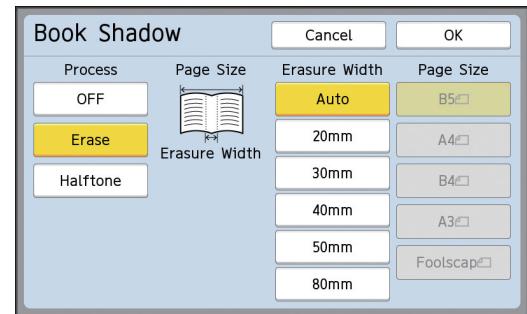 Book Shadow
Cancel
OK
Process
Page Size
Erasure Width
Page Size
OFF
Erase
Halftone
Erasure Width
Auto
20mm
30mm
40mm
50mm
80mm
B5
A4
B4
A3
Foolscap